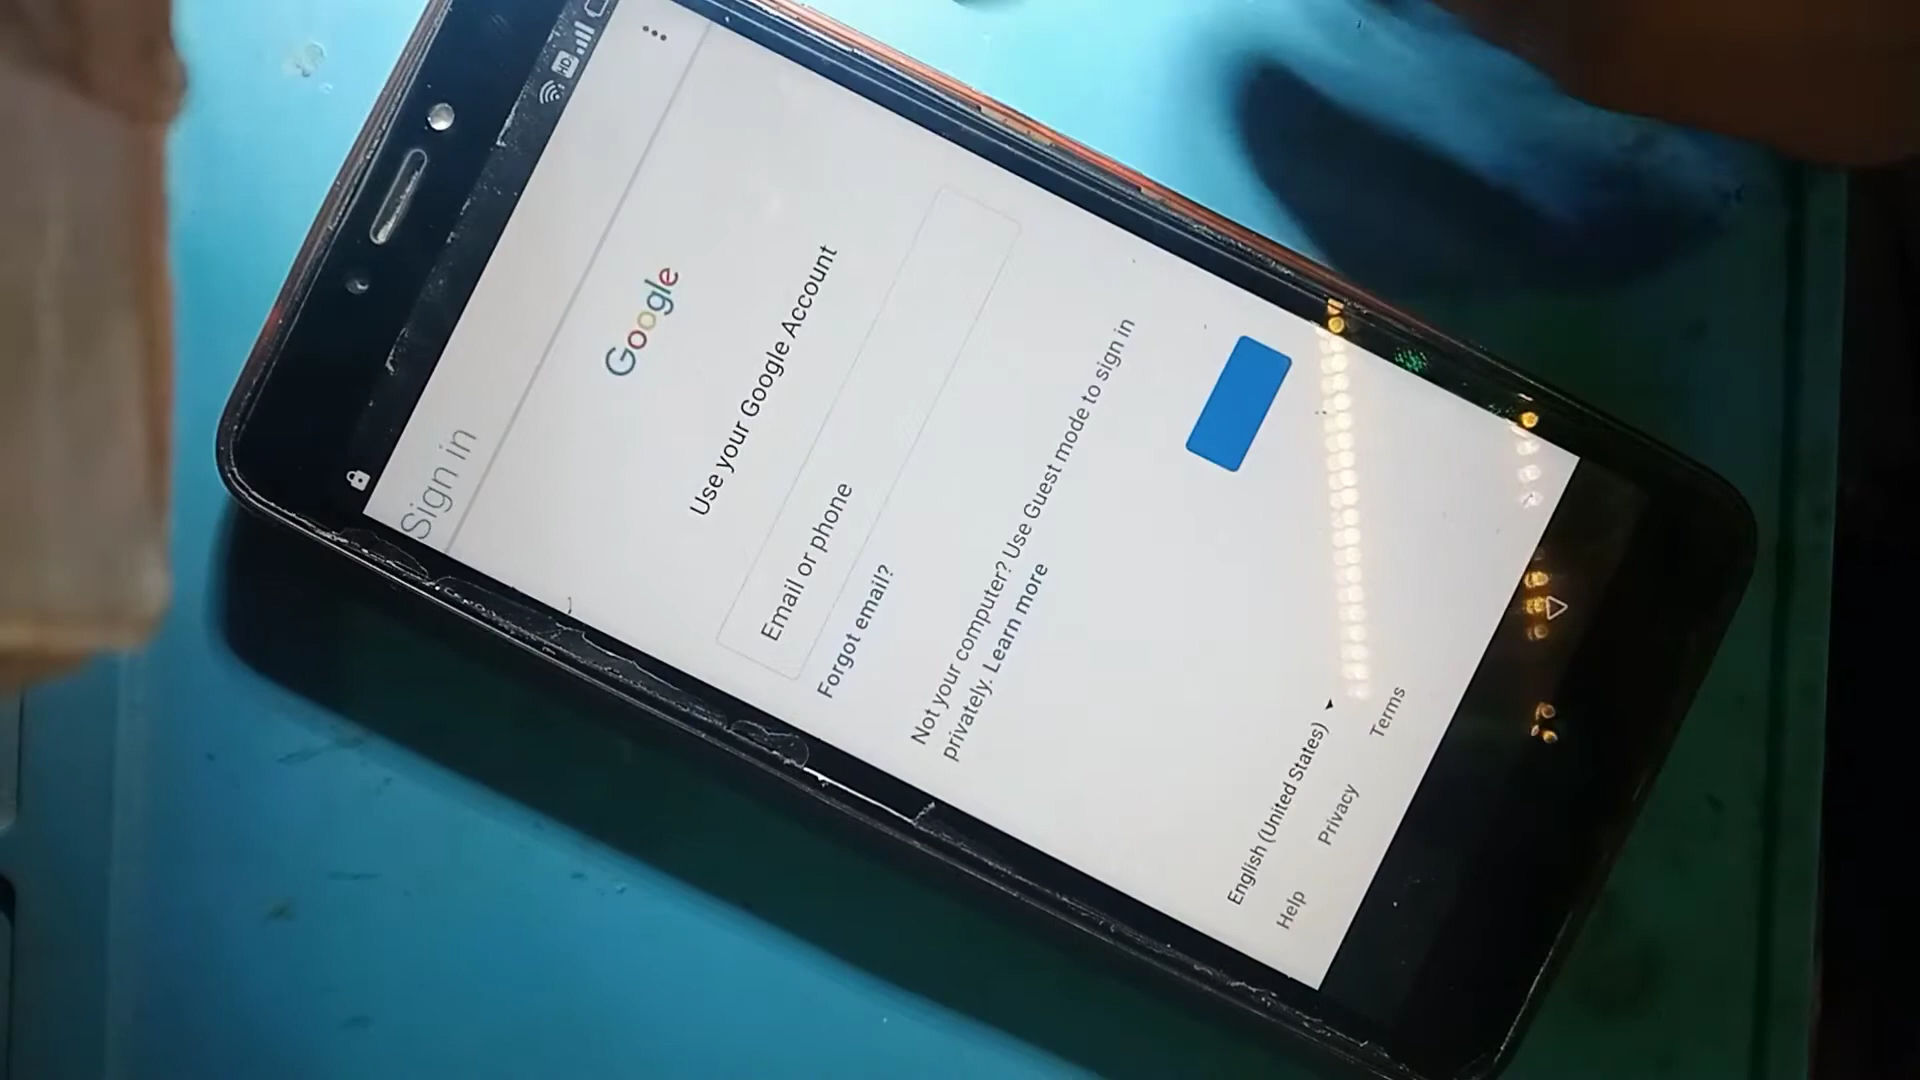 HD
Sign in
Google
Use your Google Account
Email or phone
Forgot email?
Not your computer? Use Guest mode to sign in
privately. Learn more
English (United States)
Help Privacy Terms